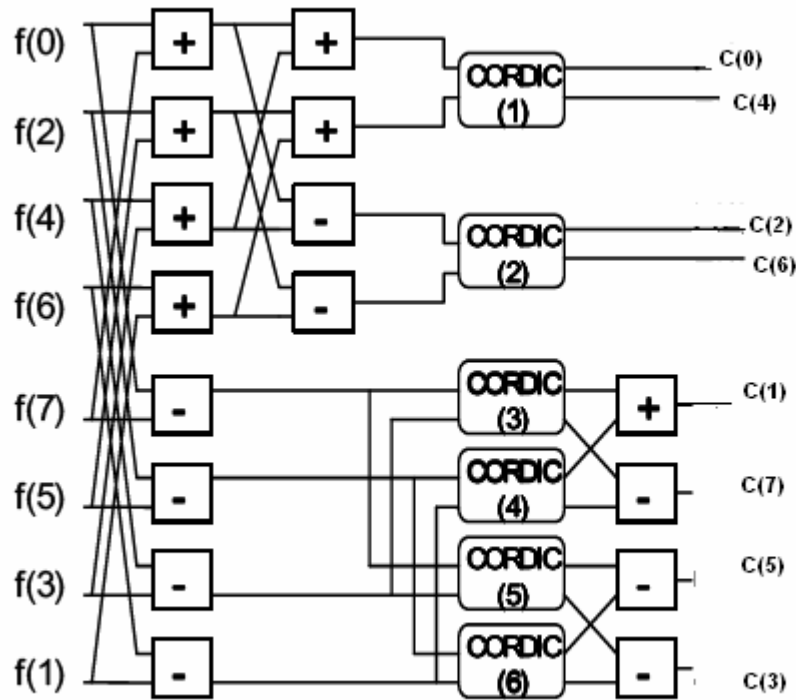 f(0)
f(2)
f(4)
f(6)
f(7)
f(5)
f(3)
f(1)
+
+
+
+
-
-
-
-
+
+
-
-
CORDIC
(1)
CORDIC
(2)
CORDIC
(3)
CORDIC
(4)
CORDIC
(5)
CORDIC
(6)
+
-
-
-
C(0)
C(4)
C(2)
C(6)
C(1)
C(7)
C(5)
C(3)